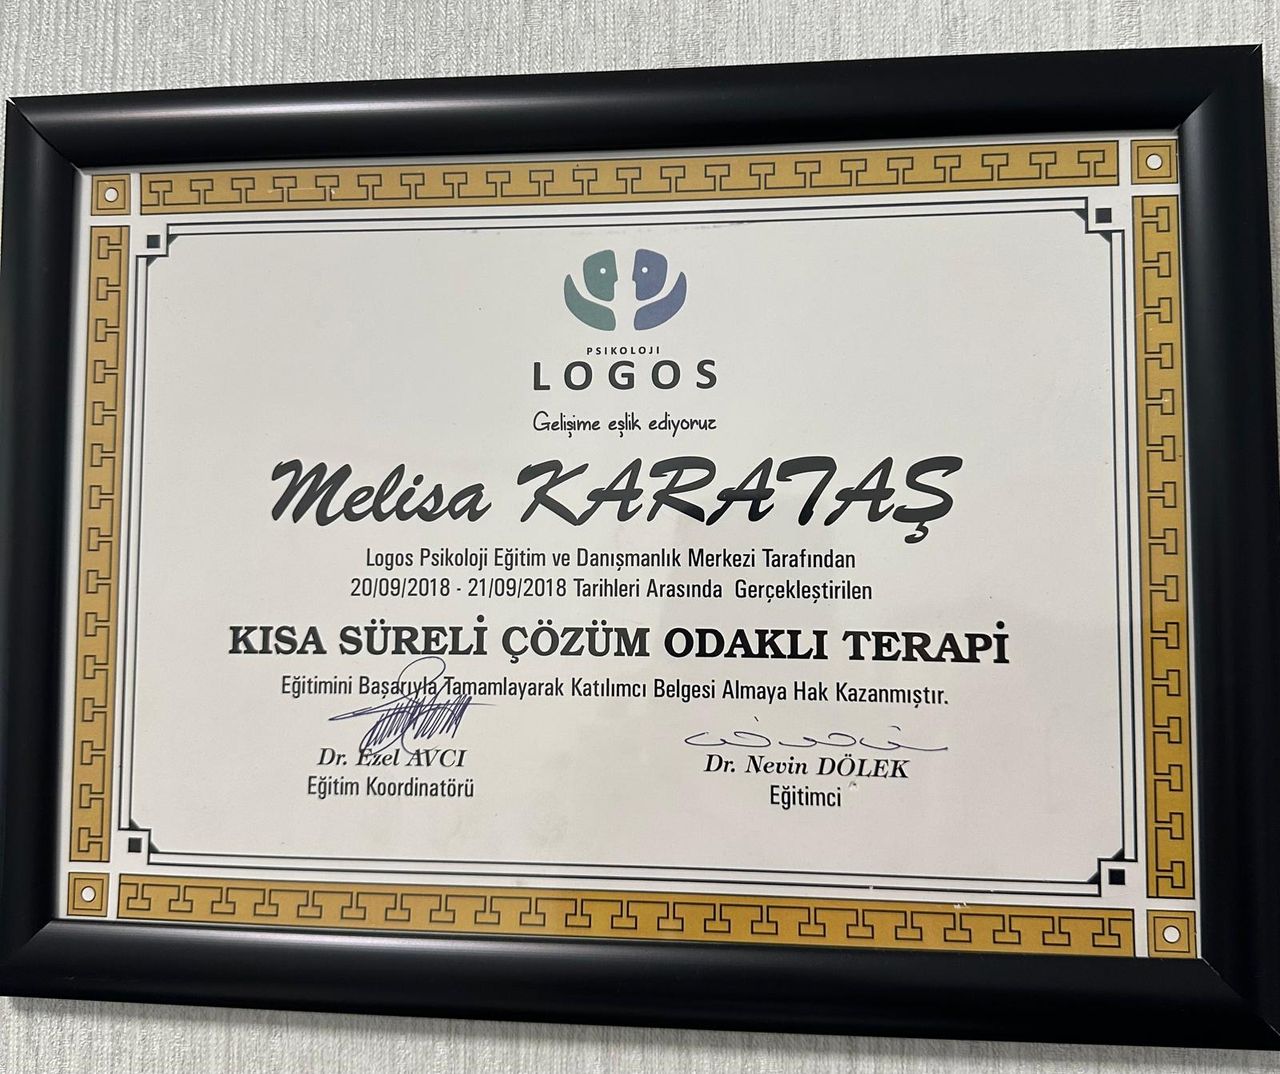 PSIKOLOJI
LOGOS
Gelişime eşlik ediyoruz
Melisa KARATAŞ
Logos Psikoloji Eğitim ve Danışmanlık Merkezi Tarafından
20/09/2018 - 21/09/2018 Tarihleri Arasında Gerçekleştirilen
KISA SÜRELİ ÇÖZÜM ODAKLI TERAPİ
Eğitimini Başarıyla Tamamlayarak Katılımcı Belgesi Almaya Hak Kazanmıştır.
Dr. Ezel AVCI
Eğitim Koordinatörü
Dr. Nevin DÖLEK
Eğitimci